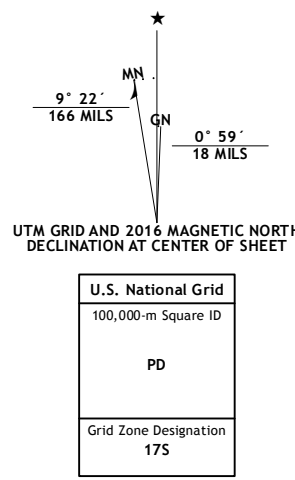 ★
MN
9° 22´
166 MILS
GN
0° 59´
18 MILS
UTM GRID AND 2016 MAGNETIC NORTH
DECLINATION AT CENTER OF SHEET
U.S. National Grid
100,000-m Square ID
PD
Grid Zone Designation
17S